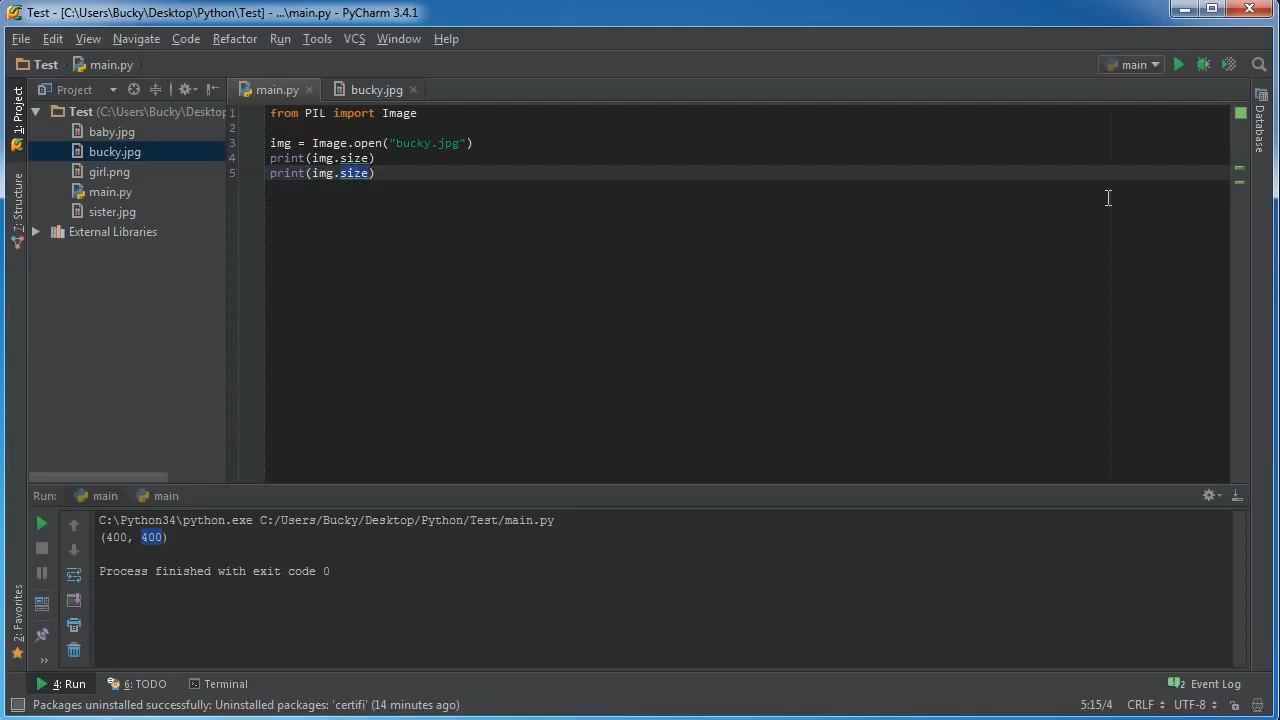 Test - [C:\Users\Bucky\Desktop\Python\Test] - ...\main.py - PyCharm 3.4.1
File Edit View Navigate Code Refactor Run Tools VCS Window Help
Test main.py main
Project main.py bucky.jpg
1: Project
7: Structure
2: Favorites
Database
Test (C:\Users\Bucky\Desktop
baby.jpg
bucky.jpg
girl.png
main.py
sister.jpg
External Libraries
1 from PIL import Image
2
3 img = Image.open("bucky.jpg")
4 print(img.size)
5 print(img.size)
Run: main main
C:\Python34\python.exe C:/Users/Bucky/Desktop/Python/Test/main.py
(400, 400)
Process finished with exit code 0
4: Run 6: TODO Terminal 2 Event Log
Packages uninstalled successfully: Uninstalled packages: 'certifi' (14 minutes ago) 5:15/4 CRLF UTF-8